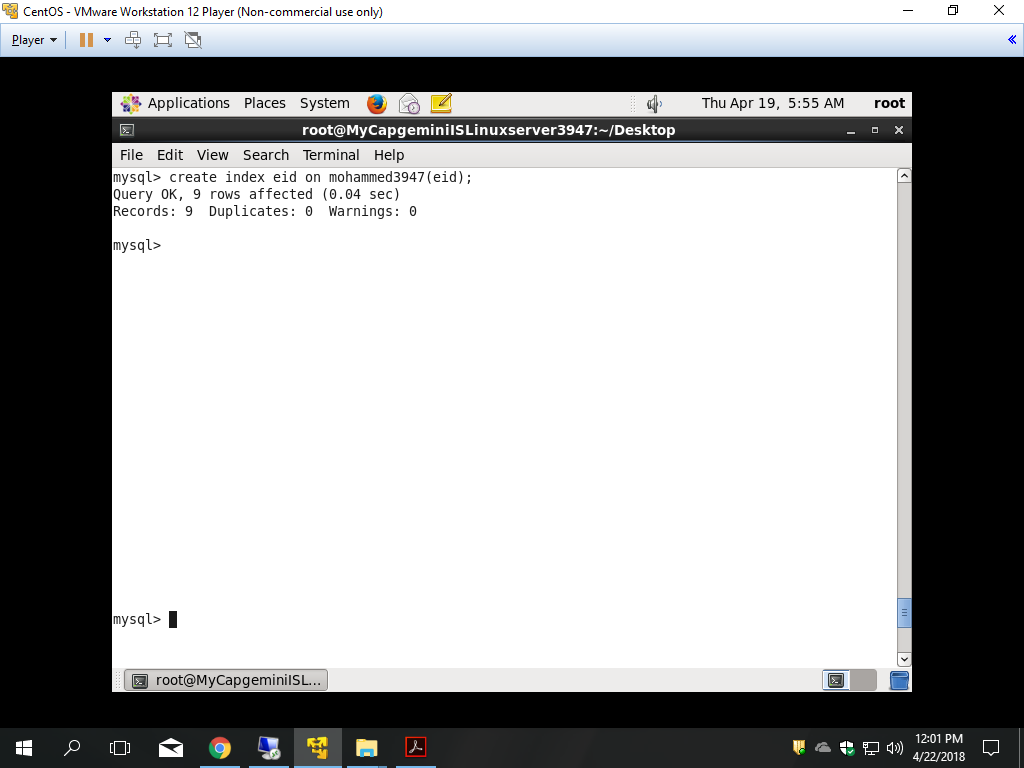 CentOS - VMware Workstation 12 Player (Non-commercial use only)
Player
Applications Places System Thu Apr 19, 5:55 AM root
root@MyCapgeminiISLinuxserver3947:~/Desktop
File Edit View Search Terminal Help
mysql> create index eid on mohammed3947(eid);
Query OK, 9 rows affected (0.04 sec)
Records: 9  Duplicates: 0  Warnings: 0
mysql>
mysql>
root@MyCapgeminiISL...
12:01 PM
4/22/2018